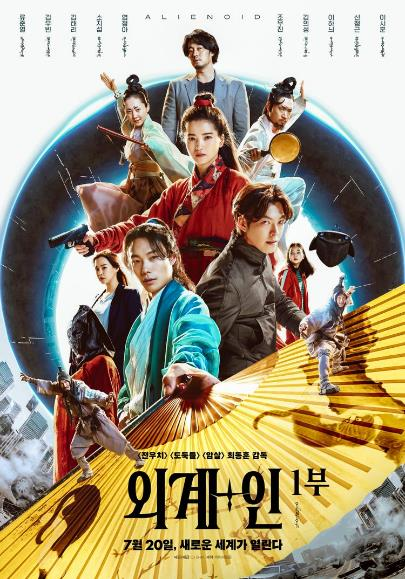 ALIENOID
류준열
김우빈
김태리
소지섭
염정아
조우진
김의성
이하늬
신정근
이시훈
<전우치> <도둑들> <암살> 최동훈 감독
외계+인 1부
7월 20일, 새로운 세계가 열린다